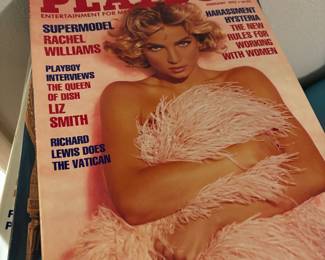 ENTERTAINMENT FOR
SUPERMODEL
RACHEL
WILLIAMS
PLAYBOY
INTERVIEWS
THE QUEEN
OF DISH
LIZ
SMITH
RICHARD
LEWIS DOES
THE VATICAN
HARASSMENT
HYSTERIA
THE NEW
RULES FOR
WORKING
WITH WOMEN